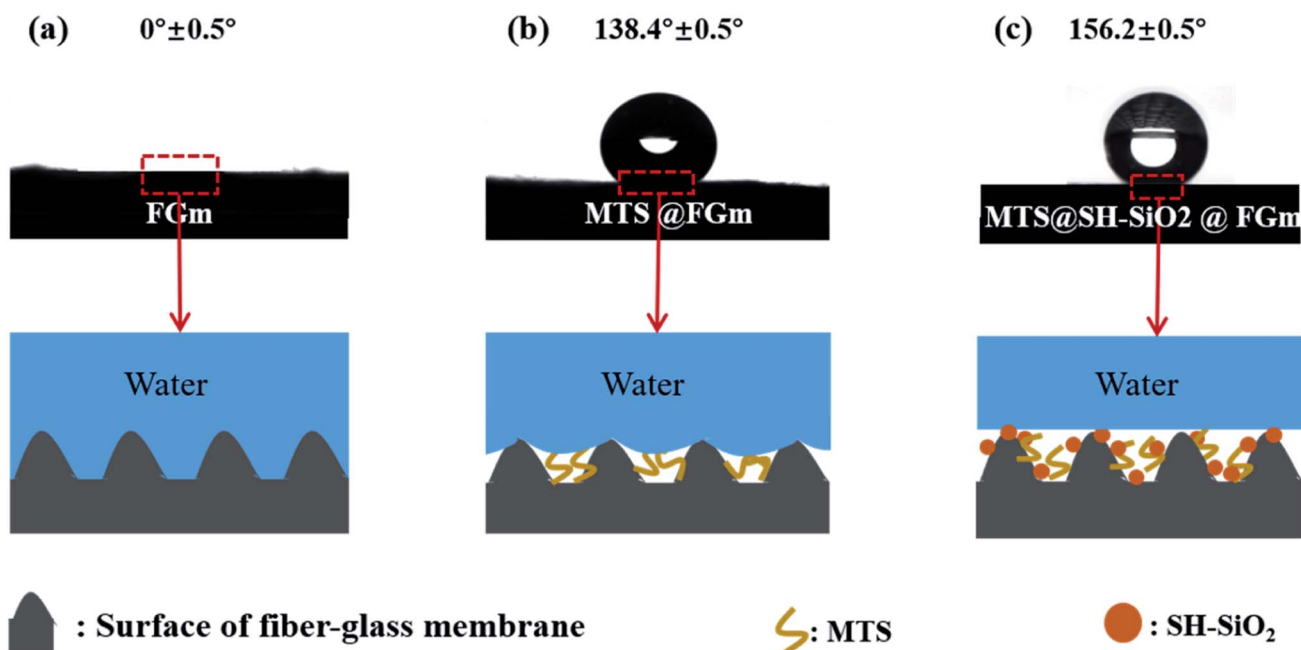 (a) 0°±0.5°
(b) 138.4°±0.5°
(c) 156.2±0.5°
FGm
MTS @FGm
MTS@SH-SiO2 @ FGm
Water
Water
Water
: Surface of fiber-glass membrane
: MTS
: SH-SiO₂